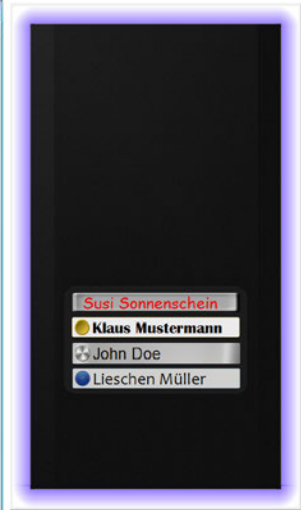 Susi Sonnenschein
Klaus Mustermann
John Doe
Lieschen Müller